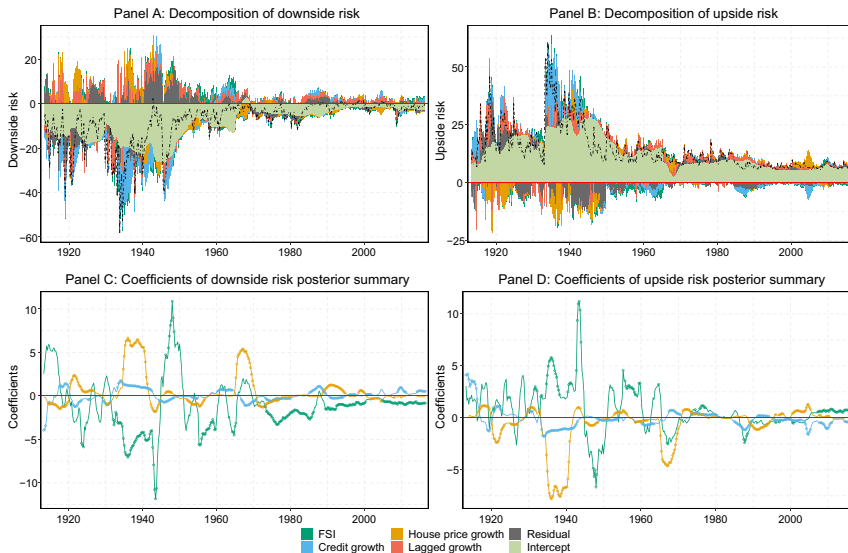 Panel A: Decomposition of downside risk
Panel B: Decomposition of upside risk
Downside risk
20
0
−20
−40
−60
1920 1940 1960 1980 2000
Upside risk
50
25
0
−25
1920 1940 1960 1980 2000
Panel C: Coefficients of downside risk posterior summary
Panel D: Coefficients of upside risk posterior summary
Coefficients
10
5
0
−5
−10
1920 1940 1960 1980 2000
Coefficients
10
5
0
−5
1920 1940 1960 1980 2000
FSI House price growth Residual
Credit growth Lagged growth Intercept